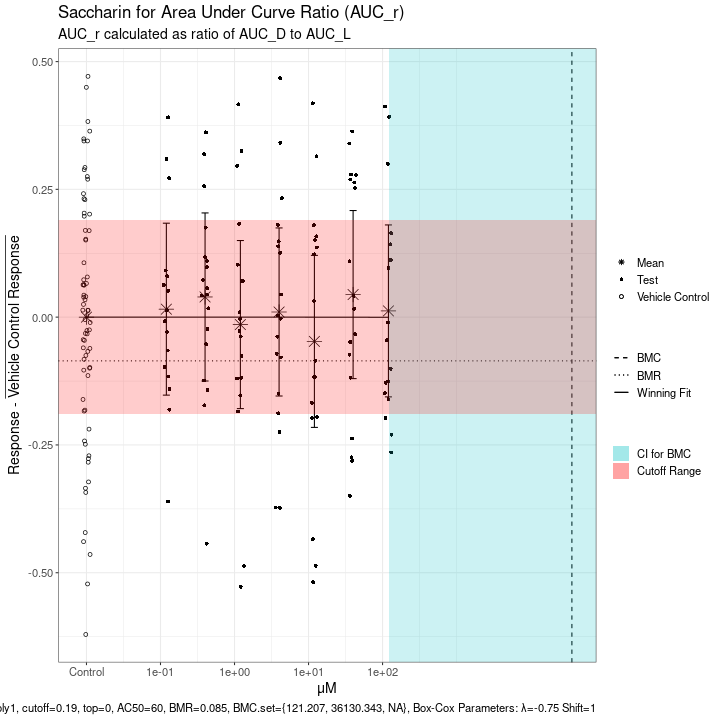 Saccharin for Area Under Curve Ratio (AUC_r)
AUC_r calculated as ratio of AUC_D to AUC_L
Response - Vehicle Control Response
0.50
0.25
0.00
-0.25
-0.50
Control 1e-01 1e+00 1e+01 1e+02
μM
Mean
Test
Vehicle Control
BMC
BMR
Winning Fit
CI for BMC
Cutoff Range
cutoff=0.19, top=0, AC50=60, BMR=0.085, BMC.set={121.207, 36130.343, NA}, Box-Cox Parameters: λ=-0.75 Shift=1